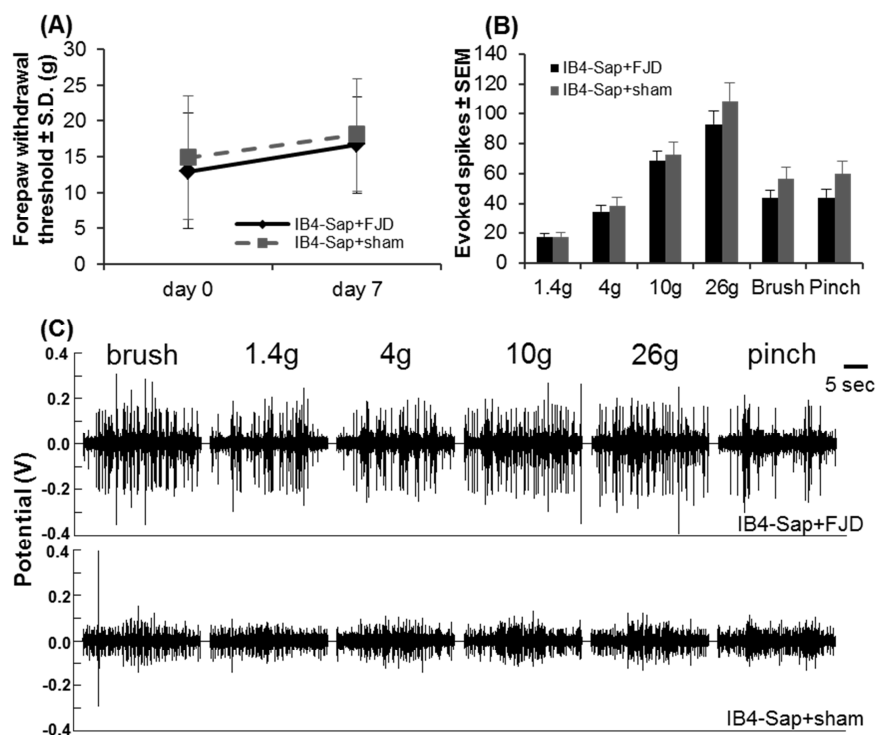 (A)
Forepaw withdrawal
threshold ± S.D. (g)
30
25
20
15
10
5
0
IB4-Sap+FJD
IB4-Sap+sham
day 0
day 7
(B)
Evoked spikes ± SEM
140
120
100
80
60
40
20
0
IB4-Sap+FJD
IB4-Sap+sham
1.4g 4g 10g 26g Brush Pinch
(C)
Potential (V)
brush 1.4g 4g 10g 26g pinch
5 sec
0.4
0.2
0.0
-0.2
-0.4
IB4-Sap+FJD
0.4
0.2
0.0
-0.2
-0.4
IB4-Sap+sham